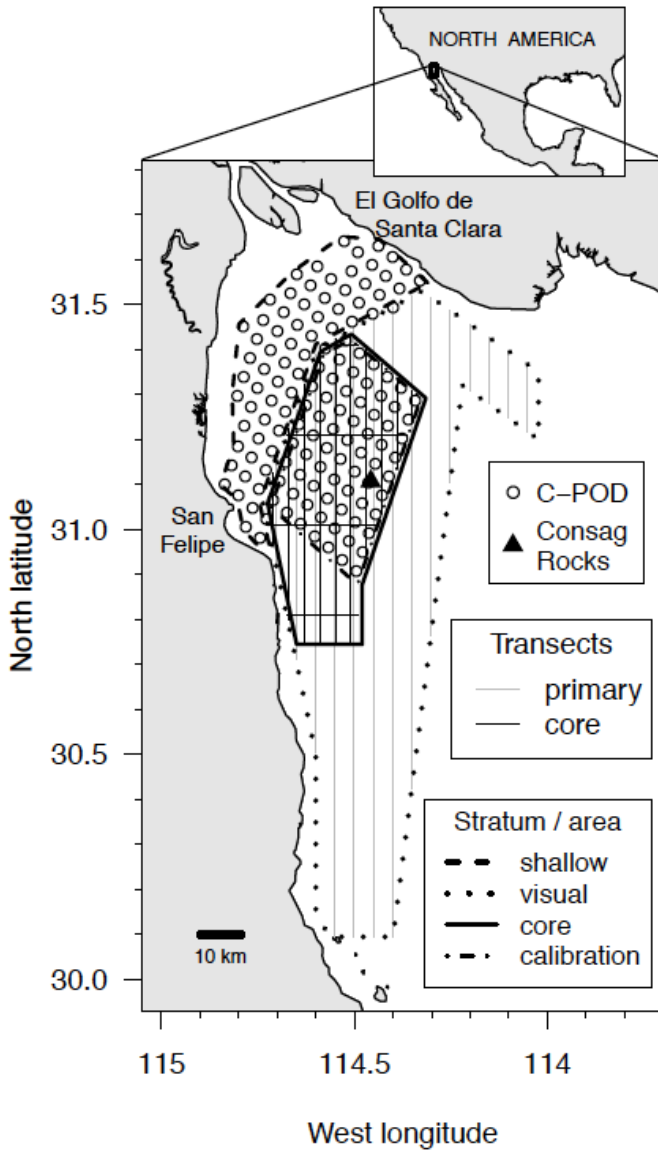 NORTH AMERICA
El Golfo de
Santa Clara
31.5
31.0
30.5
30.0
North latitude
San
Felipe
C−POD
Consag
Rocks
Transects
primary
core
Stratum / area
shallow
visual
core
calibration
10 km
115
114.5
114
West longitude